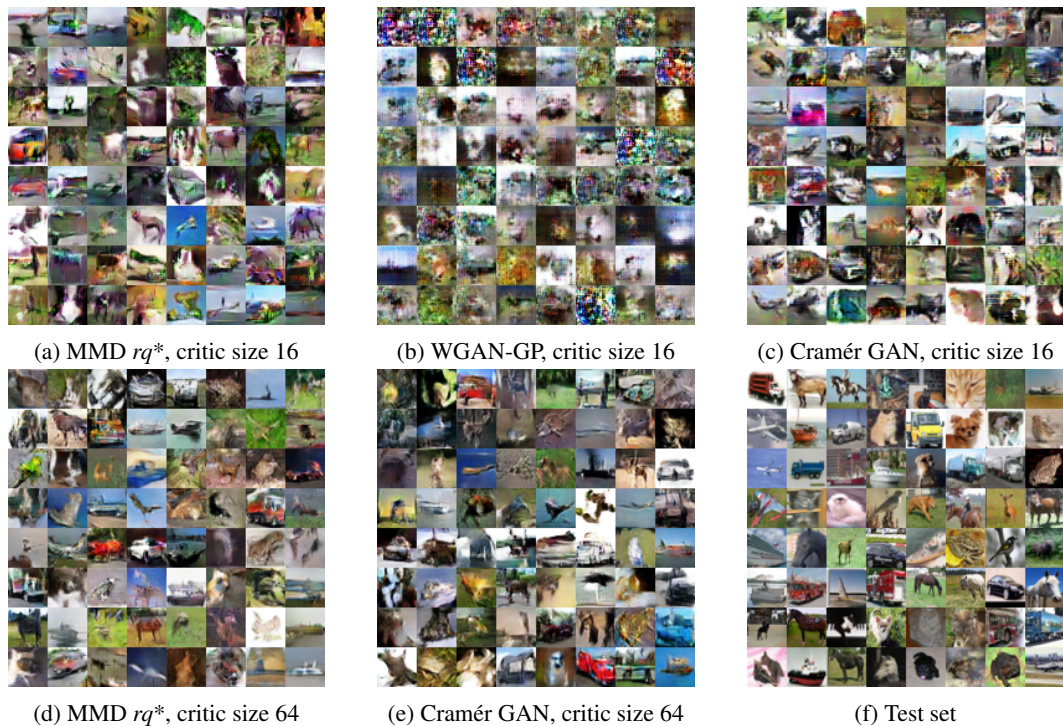 (a) MMD rq*, critic size 16
(b) WGAN-GP, critic size 16
(c) Cramér GAN, critic size 16
(d) MMD rq*, critic size 64
(e) Cramér GAN, critic size 64
(f) Test set